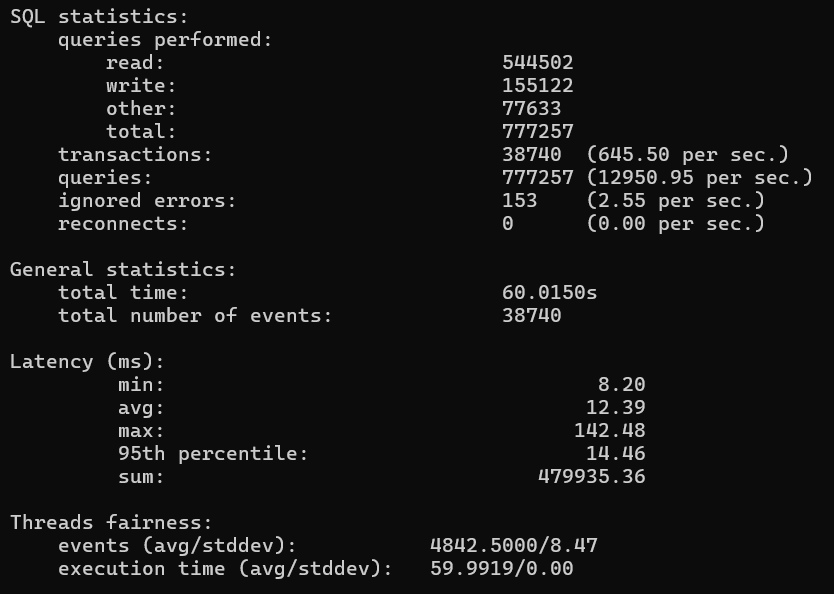 SQL statistics:
    queries performed:
        read:                            544502
        write:                           155122
        other:                           77633
        total:                           777257
    transactions:                        38740  (645.50 per sec.)
    queries:                             777257 (12950.95 per sec.)
    ignored errors:                      153    (2.55 per sec.)
    reconnects:                          0      (0.00 per sec.)

General statistics:
    total time:                          60.0150s
    total number of events:              38740

Latency (ms):
         min:                                    8.20
         avg:                                   12.39
         max:                                  142.48
         95th percentile:                       14.46
         sum:                               479935.36

Threads fairness:
    events (avg/stddev):           4842.5000/8.47
    execution time (avg/stddev):   59.9919/0.00